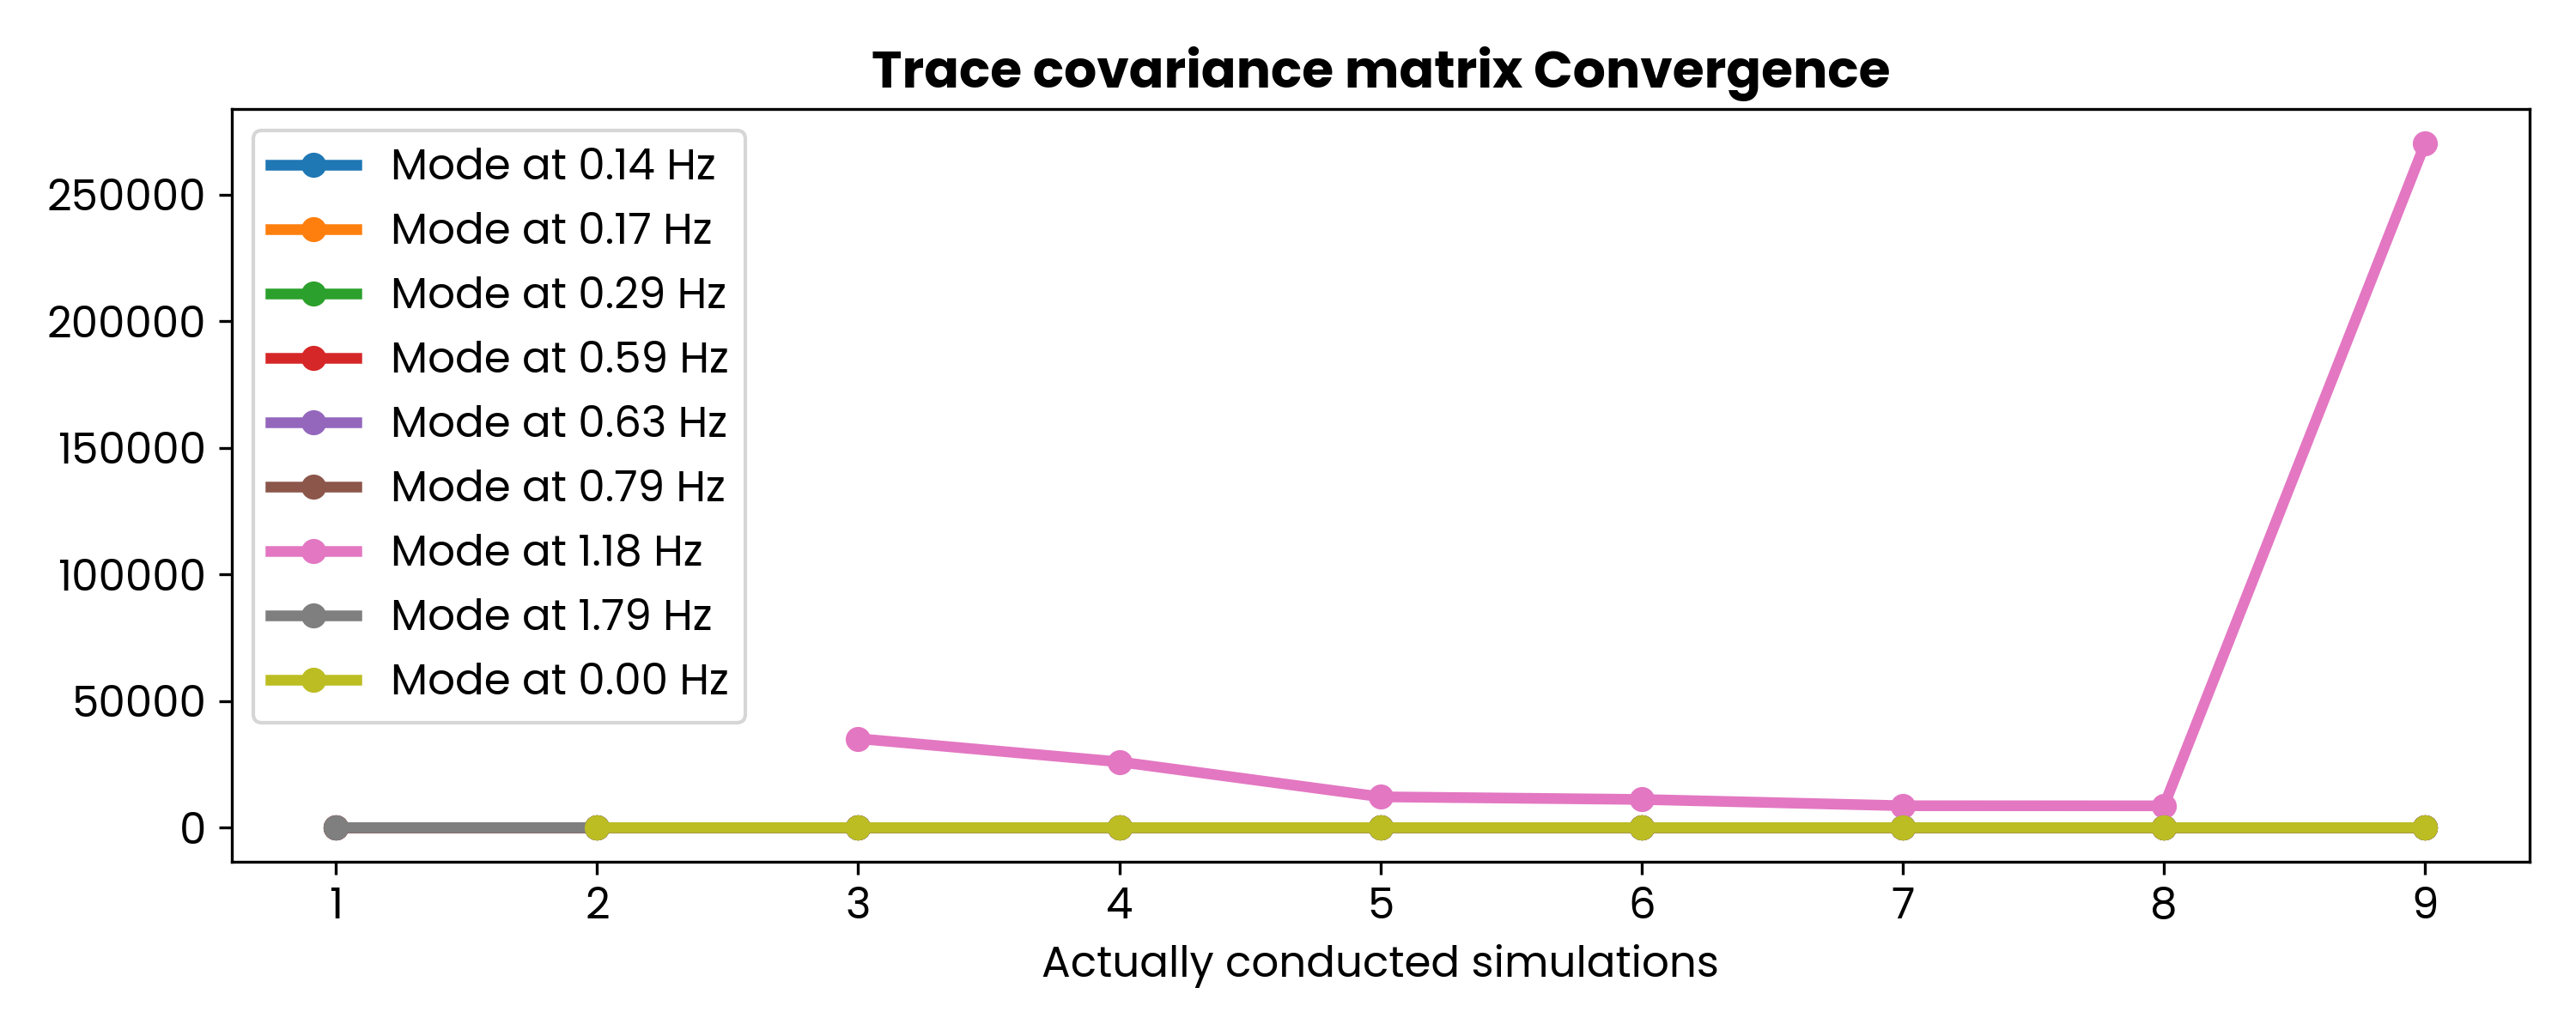 Trace covariance matrix Convergence
250000
200000
150000
100000
50000
0
Mode at 0.14 Hz
Mode at 0.17 Hz
Mode at 0.29 Hz
Mode at 0.59 Hz
Mode at 0.63 Hz
Mode at 0.79 Hz
Mode at 1.18 Hz
Mode at 1.79 Hz
Mode at 0.00 Hz
1 2 3 4 5 6 7 8 9
Actually conducted simulations